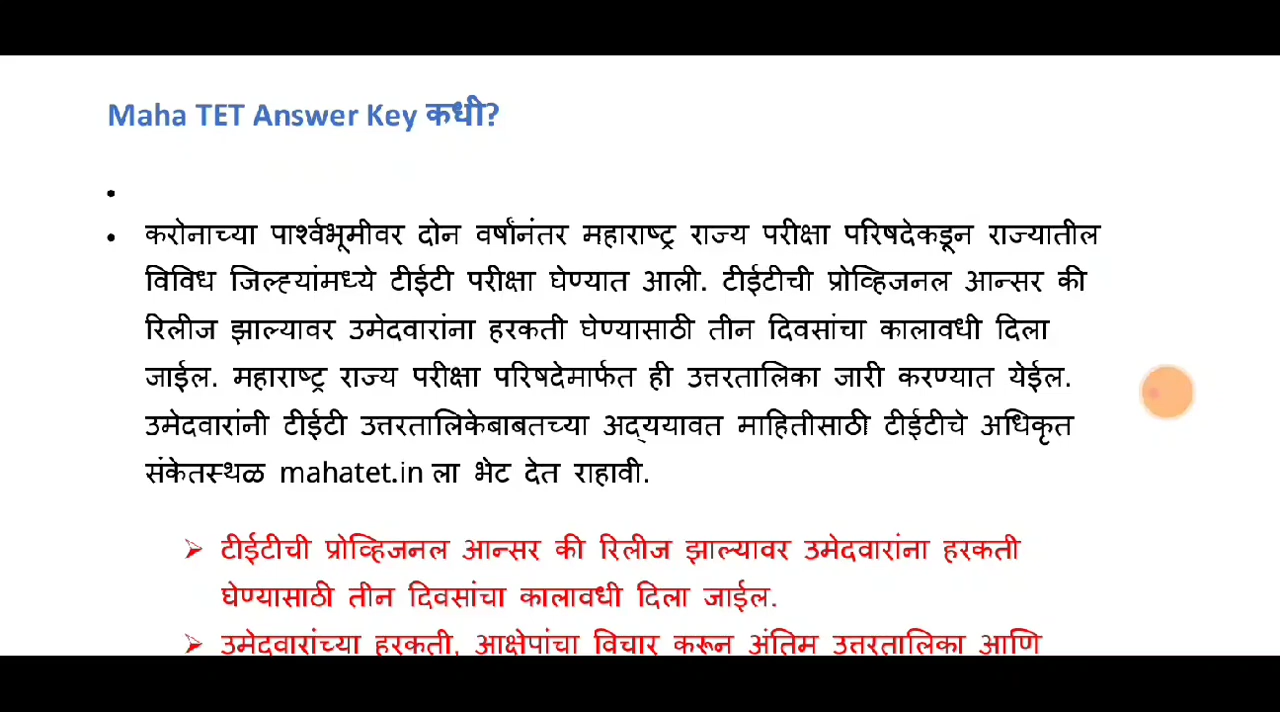 Maha TET Answer Key कधी?
करोनाच्या पार्श्वभूमीवर दोन वर्षांनंतर महाराष्ट्र राज्य परीक्षा परिषदेकडून राज्यातील
विविध जिल्ह्यांमध्ये टीईटी परीक्षा घेण्यात आली. टीईटीची प्रोव्हिजनल आन्सर की
रिलीज झाल्यावर उमेदवारांना हरकती घेण्यासाठी तीन दिवसांचा कालावधी दिला
जाईल. महाराष्ट्र राज्य परीक्षा परिषदेमार्फत ही उत्तरतालिका जारी करण्यात येईल.
उमेदवारांनी टीईटी उत्तरतालिकेबाबतच्या अद्ययावत माहितीसाठी टीईटीचे अधिकृत
संकेतस्थळ mahatet.in ला भेट देत राहावी.
➢ टीईटीची प्रोव्हिजनल आन्सर की रिलीज झाल्यावर उमेदवारांना हरकती
घेण्यासाठी तीन दिवसांचा कालावधी दिला जाईल.
➢ उमेदवारांच्या हरकती, आक्षेपांचा विचार करून अंतिम उत्तरतालिका आणि